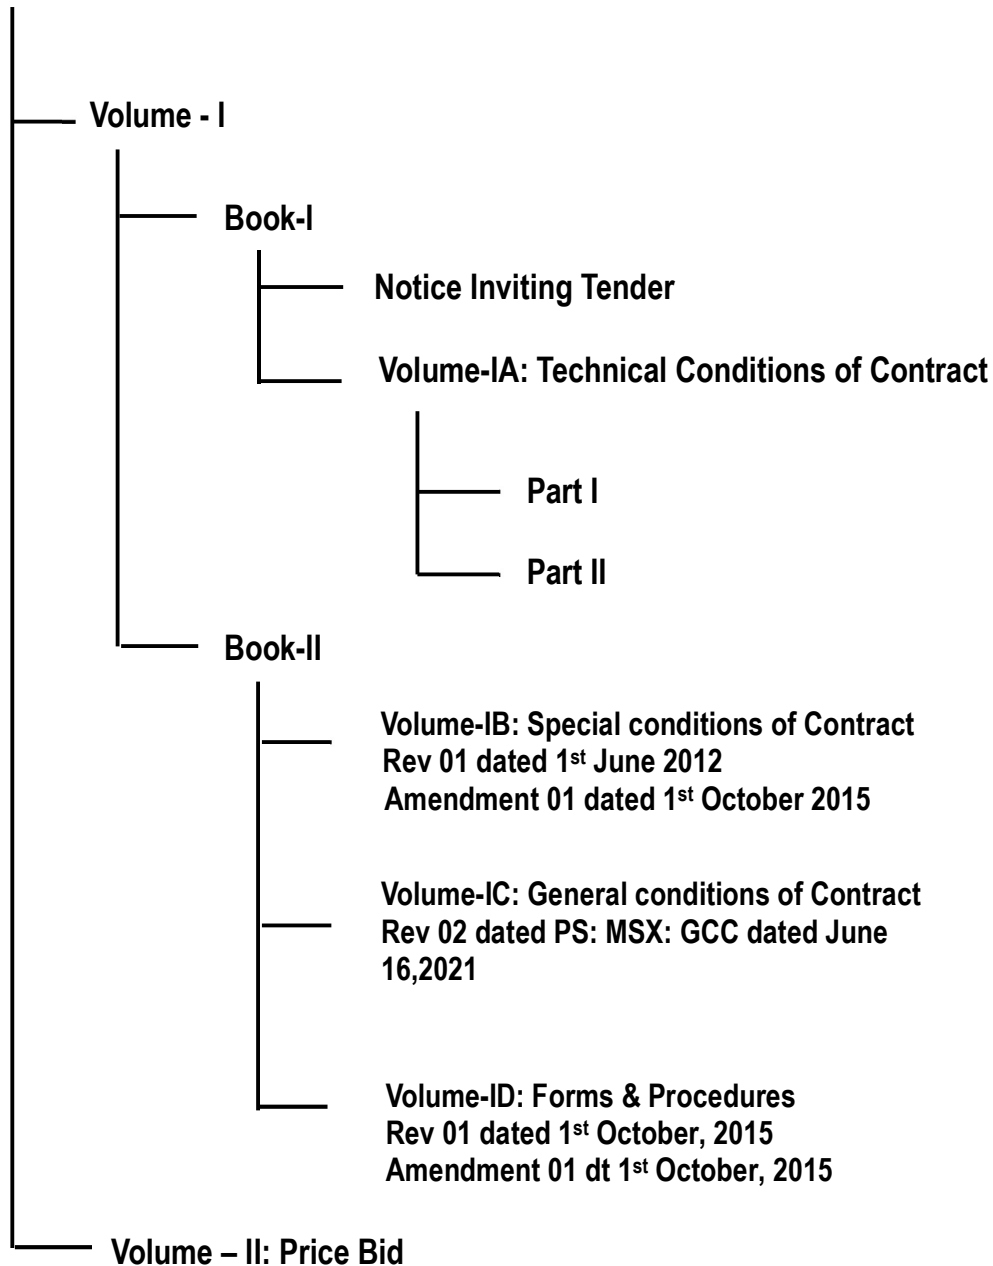 Volume - I
Book-I
Notice Inviting Tender
Volume-IA: Technical Conditions of Contract
Part I
Part II
Book-II
Volume-IB: Special conditions of Contract
Rev 01 dated 1st June 2012
Amendment 01 dated 1st October 2015
Volume-IC: General conditions of Contract
Rev 02 dated PS: MSX: GCC dated June
16,2021
Volume-ID: Forms & Procedures
Rev 01 dated 1st October, 2015
Amendment 01 dt 1st October, 2015
Volume – II: Price Bid